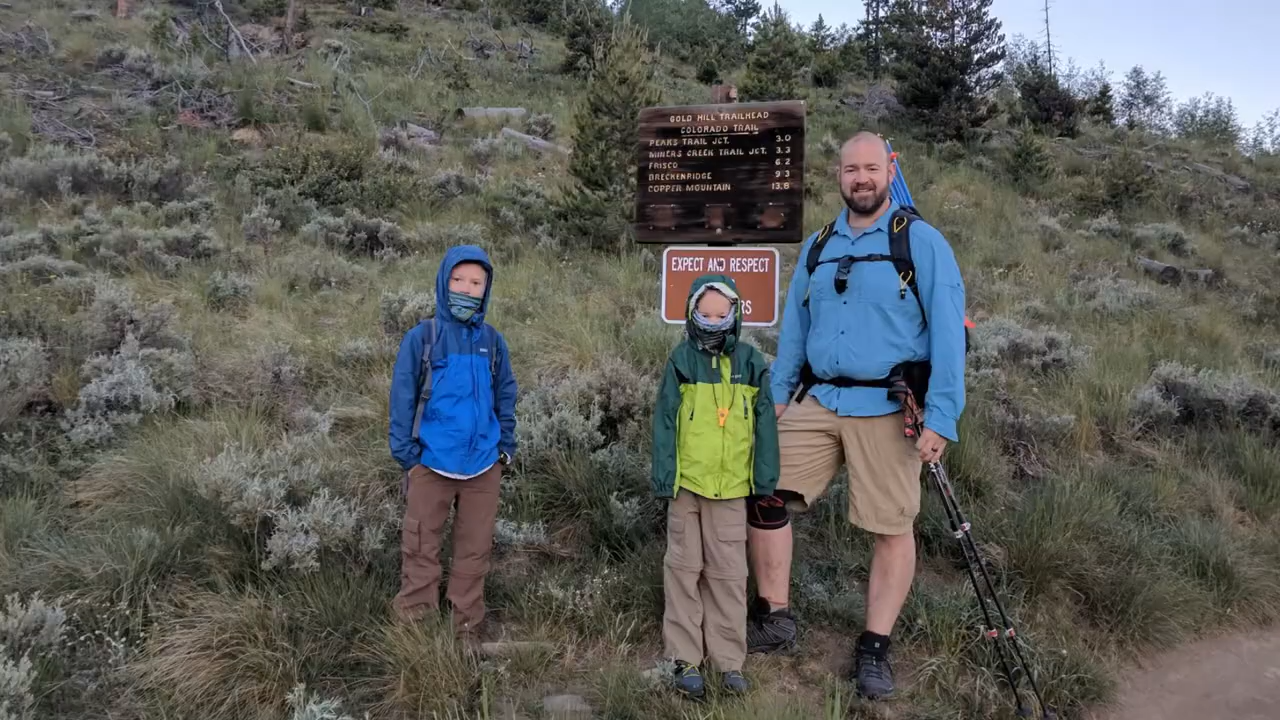 GOLD HILL TRAILHEAD
COLORADO TRAIL
PEAKS TRAIL JCT. 3.0
MINERS CREEK TRAIL JCT. 3.3
FRISCO 6.2
BRECKENRIDGE 9.3
COPPER MOUNTAIN 13.8
EXPECT AND RESPECT
RS